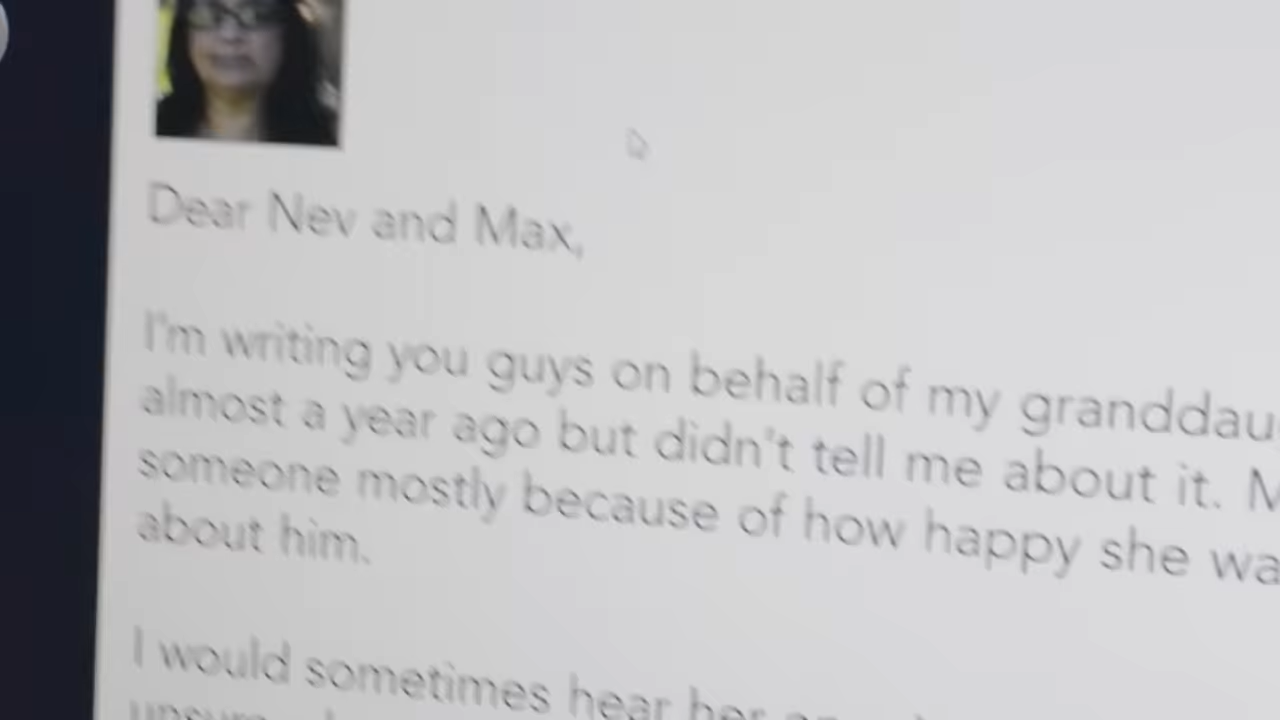 Dear Nev and Max,
I'm writing you guys on behalf of my granddau
almost a year ago but didn't tell me about it. M
someone mostly because of how happy she wa
about him.
I would sometimes hear her